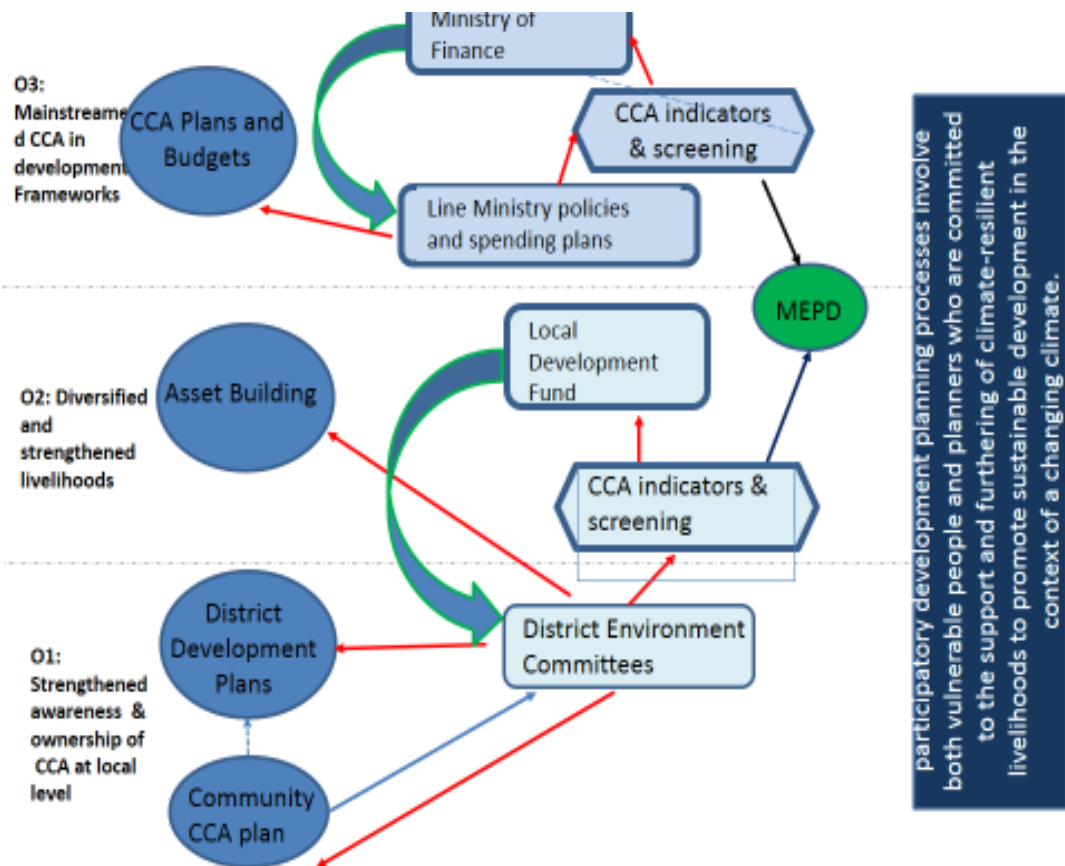 Ministry of
Finance
O3:
Mainstreame
d CCA in
development
Frameworks
CCA Plans and
Budgets
CCA indicators
& screening
Line Ministry policies
and spending plans
MEPD
Local
Development
Fund
Asset Building
O2: Diversified
and
strengthened
livelihoods
CCA indicators &
screening
District
Development
Plans
District Environment
Committees
O1:
Strengthened
awareness &
ownership of
CCA at local
level
Community
CCA plan
participatory development planning processes involve
both vulnerable people and planners who are committed
to the support and furthering of climate-resilient
livelihoods to promote sustainable development in the
context of a changing climate.